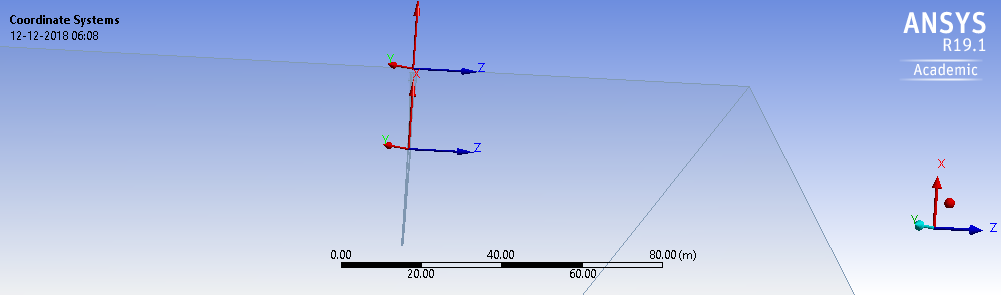 Coordinate Systems
12-12-2018 06:08
ANSYS
R19.1
Academic
Y
Z
X
Y
Z
X
Y
Z
0.00
40.00
80.00 (m)
20.00
60.00